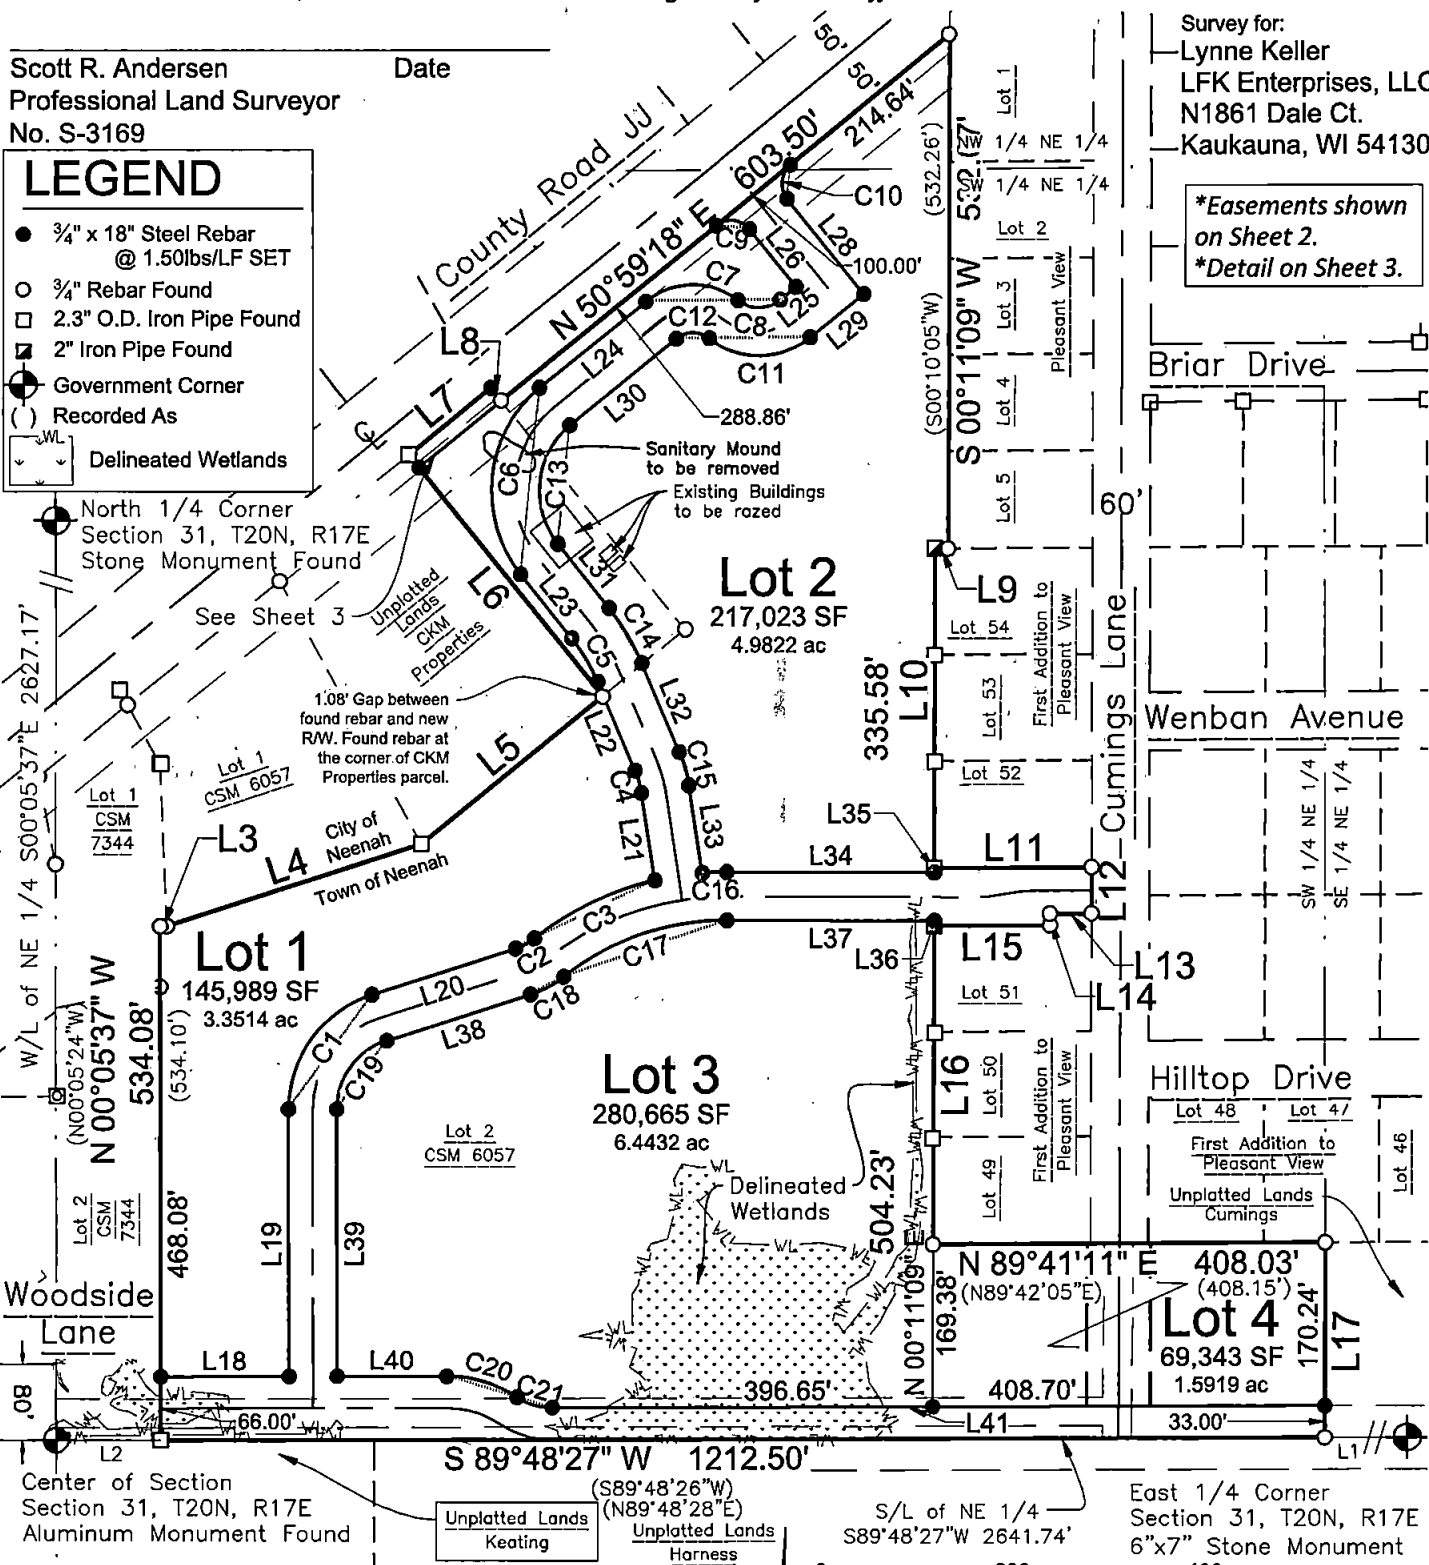 Scott R. Andersen Date
Professional Land Surveyor
No. S-3169
Survey for:
Lynne Keller
LFK Enterprises, LLC
N1861 Dale Ct.
Kaukauna, WI 54130
*Easements shown
on Sheet 2.
*Detail on Sheet 3.
LEGEND
3/4" x 18" Steel Rebar
@ 1.50lbs/LF SET
3/4" Rebar Found
2.3" O.D. Iron Pipe Found
2" Iron Pipe Found
Government Corner
( ) Recorded As
WL
Delineated Wetlands
North 1/4 Corner
Section 31, T20N, R17E
Stone Monument Found
See Sheet 3
County Road JJ
50'
50'
N 50°59'18" E 603.50'
214.64'
100.00'
288.86'
(532.26')
S 00°11'09" W
(S00°10'05"W)
NW 1/4 NE 1/4
SW 1/4 NE 1/4
Lot 1
Lot 2
Lot 3
Lot 4
Lot 5
Pleasant View
Briar Drive
60'
Cumings Lane
Wenban Avenue
Hilltop Drive
C10
C9
L26
L28
C7
C8
L25
C12
L29
C11
L8
L7
L24
L30
C6
C13
Sanitary Mound
to be removed
Existing Buildings
to be razed
L31
L6
L23
C14
C5
Unplatted
Lands
CKM
Properties
Lot 2
217,023 SF
4.9822 ac
L9
Lot 54
Lot 53
Lot 52
First Addition to
Pleasant View
335.58'
L10
1.08' Gap between
found rebar and new
R/W. Found rebar at
the corner of CKM
Properties parcel.
L5
L22
L32
C4
C15
L21
L33
L35
L34
L11
L12
C16
L37
L36
L15
L13
L14
Lot 1
CSM 6057
Lot 1
CSM
7344
L3
L4
City of
Neenah
Town of Neenah
W/L of NE 1/4 S00°05'37"E 2627.17'
Lot 1
145,989 SF
3.3514 ac
N 00°05'37" W
(N00°05'24"W)
534.08'
(534.10')
468.08'
Lot 2
CSM
7344
C3
C2
C17
C18
L20
L38
C1
C19
L19
L39
Lot 3
280,665 SF
6.4432 ac
Lot 2
CSM 6057
Delineated
Wetlands
Lot 51
Lot 50
Lot 49
L16
First Addition to
Pleasant View
504.23'
N 00°11'09"
169.38'
SW 1/4 NE 1/4
SE 1/4 NE 1/4
Lot 48
Lot 47
Lot 46
First Addition to
Pleasant View
Unplatted Lands
Cumings
N 89°41'11" E 408.03'
(N89°42'05"E) (408.15')
Lot 4
69,343 SF
1.5919 ac
170.24'
L17
Woodside
Lane
80'
L18
L40
C20
C21
396.65'
408.70'
L41
33.00'
66.00'
L2
L1
S 89°48'27" W 1212.50'
(S89°48'26"W)
(N89°48'28"E)
Center of Section
Section 31, T20N, R17E
Aluminum Monument Found
Unplatted Lands
Keating
Unplatted Lands
Harness
S/L of NE 1/4
S89°48'27"W 2641.74'
East 1/4 Corner
Section 31, T20N, R17E
6"x7" Stone Monument